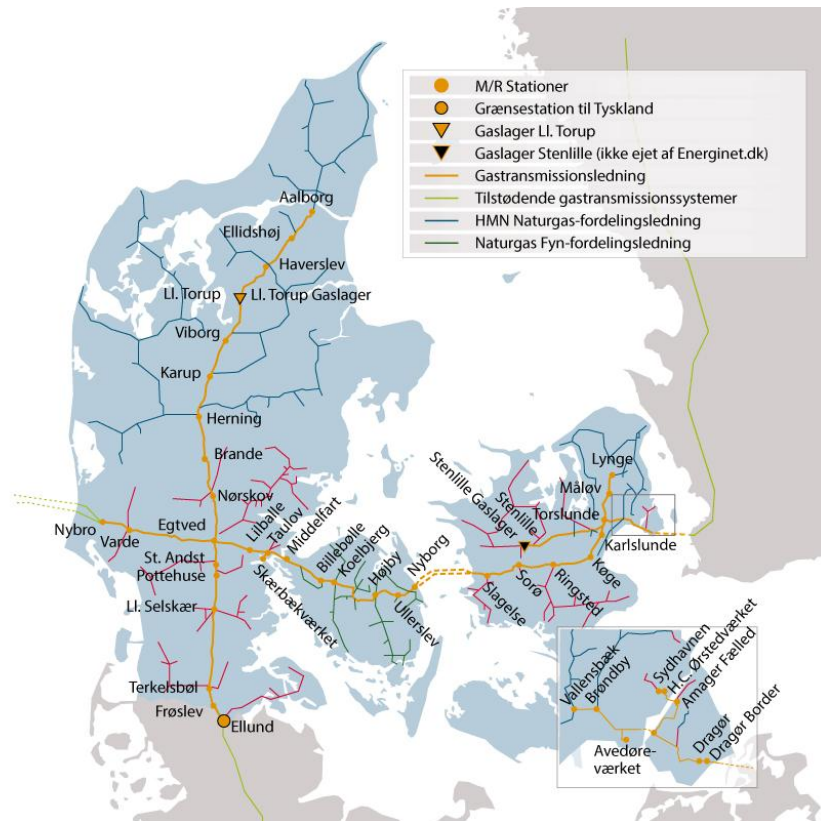 M/R Stationer
Grænsestation til Tyskland
Gaslager Ll. Torup
Gaslager Stenlille (ikke ejet af Energinet.dk)
Gastransmissionsledning
Tilstødende gastransmissionssystemer
HMN Naturgas-fordelingsledning
Naturgas Fyn-fordelingsledning
Aalborg
Ellidshøj
Haverslev
Ll. Torup
Ll. Torup Gaslager
Viborg
Karup
Herning
Brande
Nørskov
Nybro
Varde
Egtved
Lilballe
Taulov
Middelfart
St. Andst
Pottehuse
Skærbækværket
Billebølle
Koelbjerg
Højby
Nyborg
Ullerslev
Ll. Selskær
Terkelsbøl
Frøslev
Ellund
Stenlille Gaslager
Stenlille
Lynge
Måløv
Torslunde
Karlslunde
Køge
Slagelse
Sorø
Ringsted
Vallensbæk
Brøndby
Sydhavnen
H.C. Ørstedværket
Amager Fælled
Avedøre-
værket
Dragør
Dragør Border